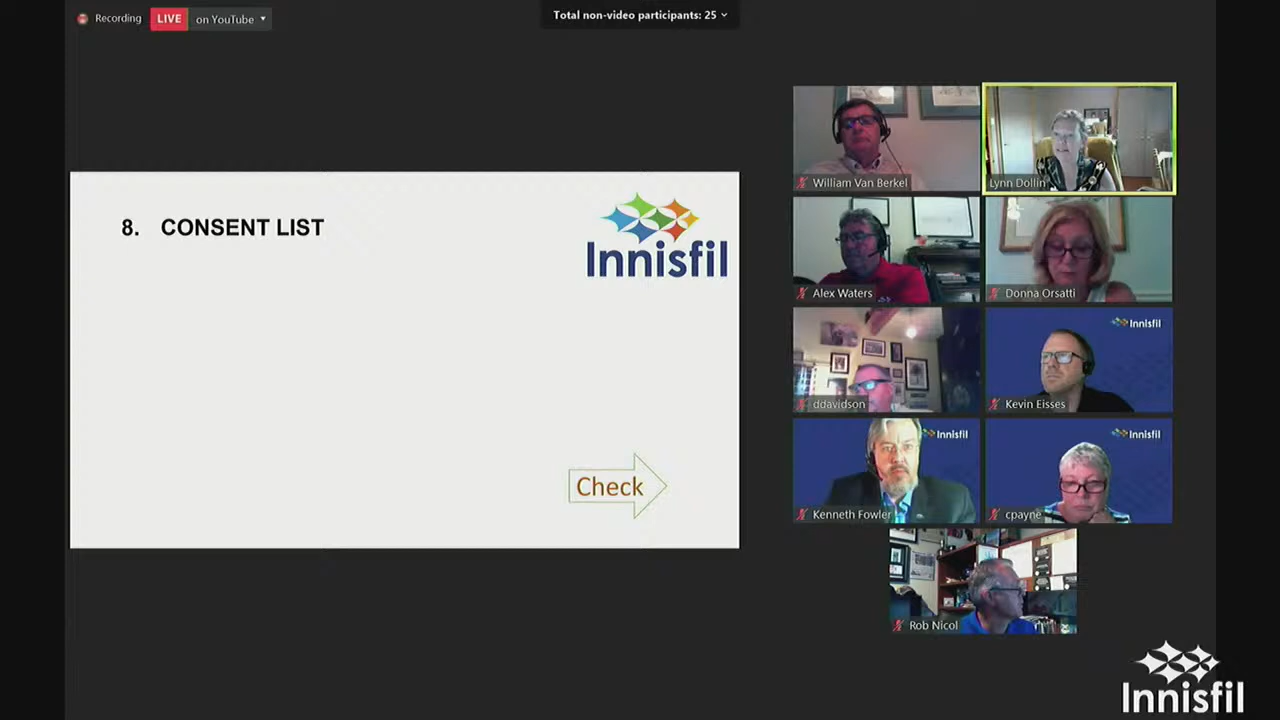 Recording
LIVE on YouTube
Total non-video participants: 25
8. CONSENT LIST
Innisfil
Check
William Van Berkel
Lynn Dollin
Alex Waters
Donna Orsatti
ddavidson
Innisfil
Kevin Eisses
Innisfil
Kenneth Fowler
Innisfil
cpayne
Rob Nicol
Innisfil